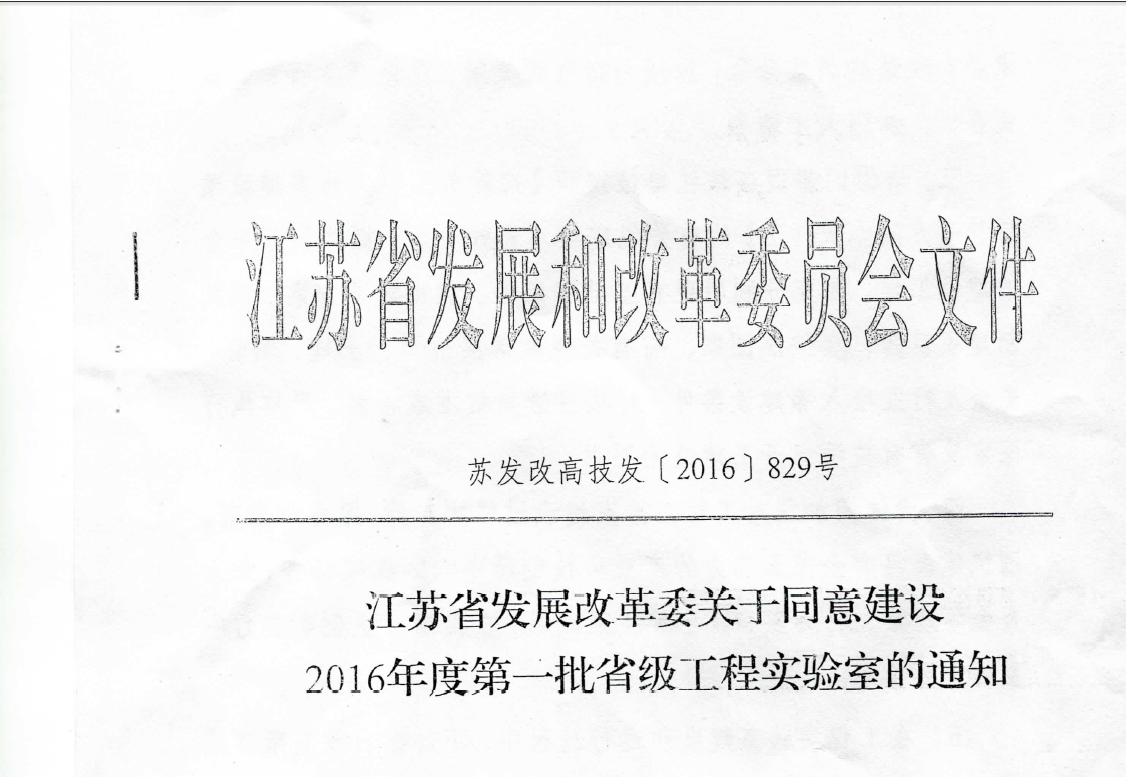 江苏省发展和改革委员会文件
苏发改高技发〔2016〕829号
江苏省发展改革委关于同意建设
2016年度第一批省级工程实验室的通知